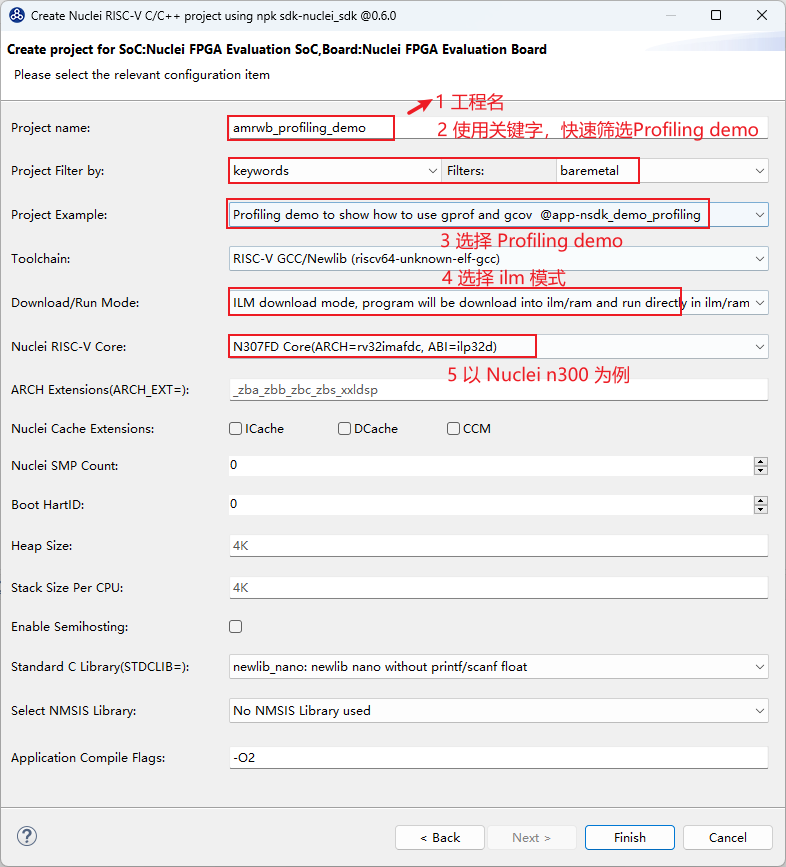 Create Nuclei RISC-V C/C++ project using npk sdk-nuclei_sdk @0.6.0
Create project for SoC:Nuclei FPGA Evaluation SoC,Board:Nuclei FPGA Evaluation Board
Please select the relevant configuration item
1 工程名
Project name:
amrwb_profiling_demo
2 使用关键字，快速筛选Profiling demo
Project Filter by:
keywords
Filters:
baremetal
Project Example:
Profiling demo to show how to use gprof and gcov @app-nsdk_demo_profiling
3 选择 Profiling demo
Toolchain:
RISC-V GCC/Newlib (riscv64-unknown-elf-gcc)
4 选择 ilm 模式
Download/Run Mode:
ILM download mode, program will be download into ilm/ram and run directly in ilm/ram
Nuclei RISC-V Core:
N307FD Core(ARCH=rv32imafdc, ABI=ilp32d)
5 以 Nuclei n300 为例
ARCH Extensions(ARCH_EXT=):
_zba_zbb_zbc_zbs_xxldsp
Nuclei Cache Extensions:
ICache
DCache
CCM
Nuclei SMP Count:
0
Boot HartID:
0
Heap Size:
4K
Stack Size Per CPU:
4K
Enable Semihosting:
Standard C Library(STDCLIB=):
newlib_nano: newlib nano without printf/scanf float
Select NMSIS Library:
No NMSIS Library used
Application Compile Flags:
-O2
?
< Back
Next >
Finish
Cancel